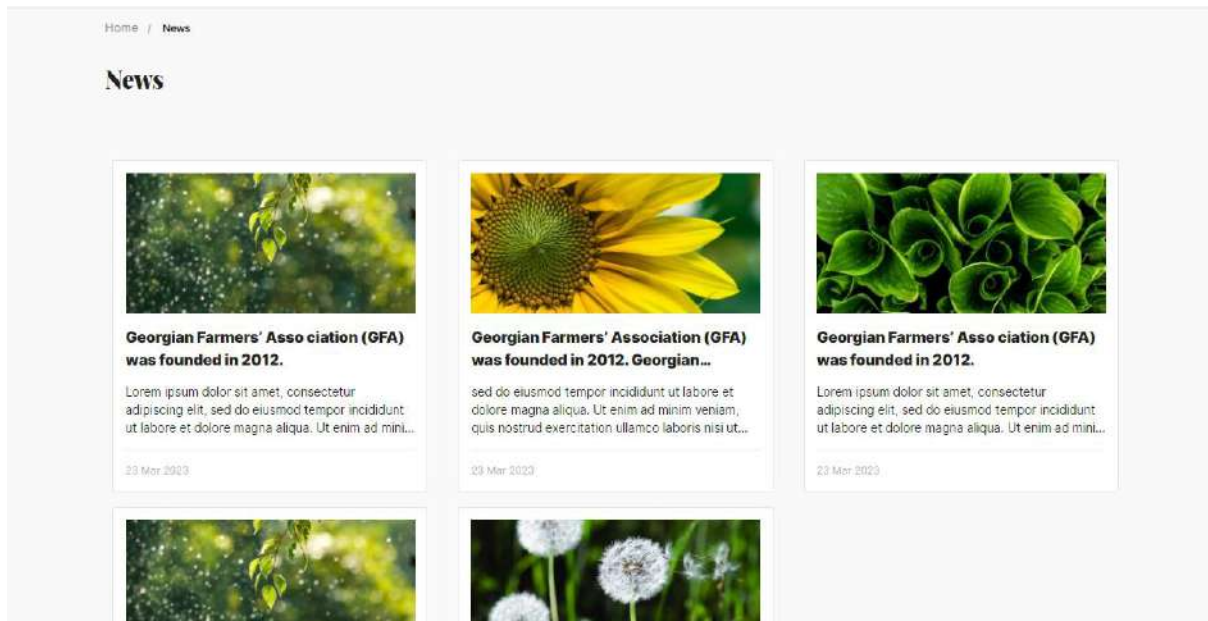 Home / News
News
Georgian Farmers’ Asso ciation (GFA)
was founded in 2012.
Lorem ipsum dolor sit amet, consectetur
adipiscing elit, sed do eiusmod tempor incididunt
ut labore et dolore magna aliqua. Ut enim ad mini...
23 Mar 2023
Georgian Farmers’ Association (GFA)
was founded in 2012. Georgian...
sed do eiusmod tempor incididunt ut labore et
dolore magna aliqua. Ut enim ad minim veniam,
quis nostrud exercitation ullamco laboris nisi ut...
23 Mar 2023
Georgian Farmers’ Asso ciation (GFA)
was founded in 2012.
Lorem ipsum dolor sit amet, consectetur
adipiscing elit, sed do eiusmod tempor incididunt
ut labore et dolore magna aliqua. Ut enim ad mini...
23 Mar 2023